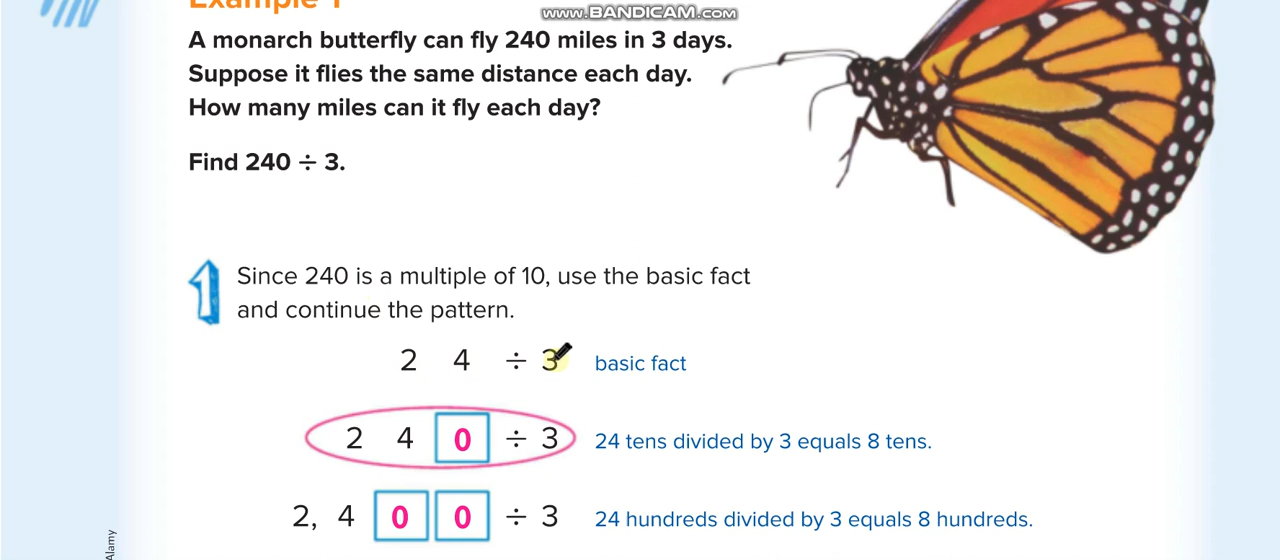 Example 1
www.BANDICAM.com
A monarch butterfly can fly 240 miles in 3 days.
Suppose it flies the same distance each day.
How many miles can it fly each day?
Find 240 ÷ 3.
1 Since 240 is a multiple of 10, use the basic fact
and continue the pattern.
2 4 ÷ 3 basic fact
2 4 0 ÷ 3 24 tens divided by 3 equals 8 tens.
2, 4 0 0 ÷ 3 24 hundreds divided by 3 equals 8 hundreds.
Alamy